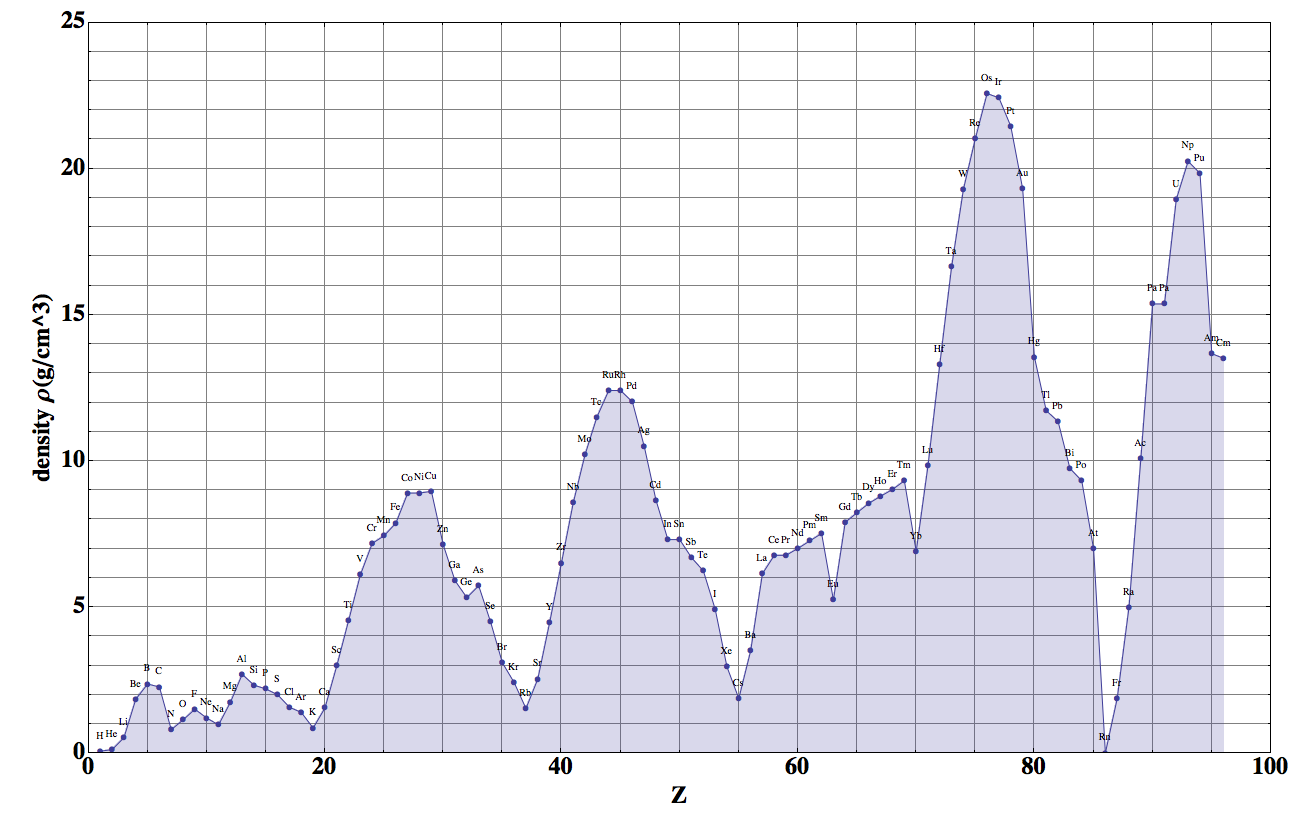 25
20
15
10
5
0
density ρ(g/cm^3)
H He Li Be B C N O F Ne Na Mg Al Si P S Cl Ar K Ca Sc Ti V Cr Mn Fe Co Ni Cu Zn Ga Ge As Se Br Kr Rb Sr Y Zr Nb Mo Tc Ru Rh Pd Ag Cd In Sn Sb Te I Xe Cs Ba La Ce Pr Nd Pm Sm Eu Gd Tb Dy Ho Er Tm Yb Lu Hf Ta W Re Os Ir Pt Au Hg Tl Pb Bi Po At Rn Fr Ra Ac Pa Pa U Np Pu Am Cm
0 20 40 60 80 100
Z